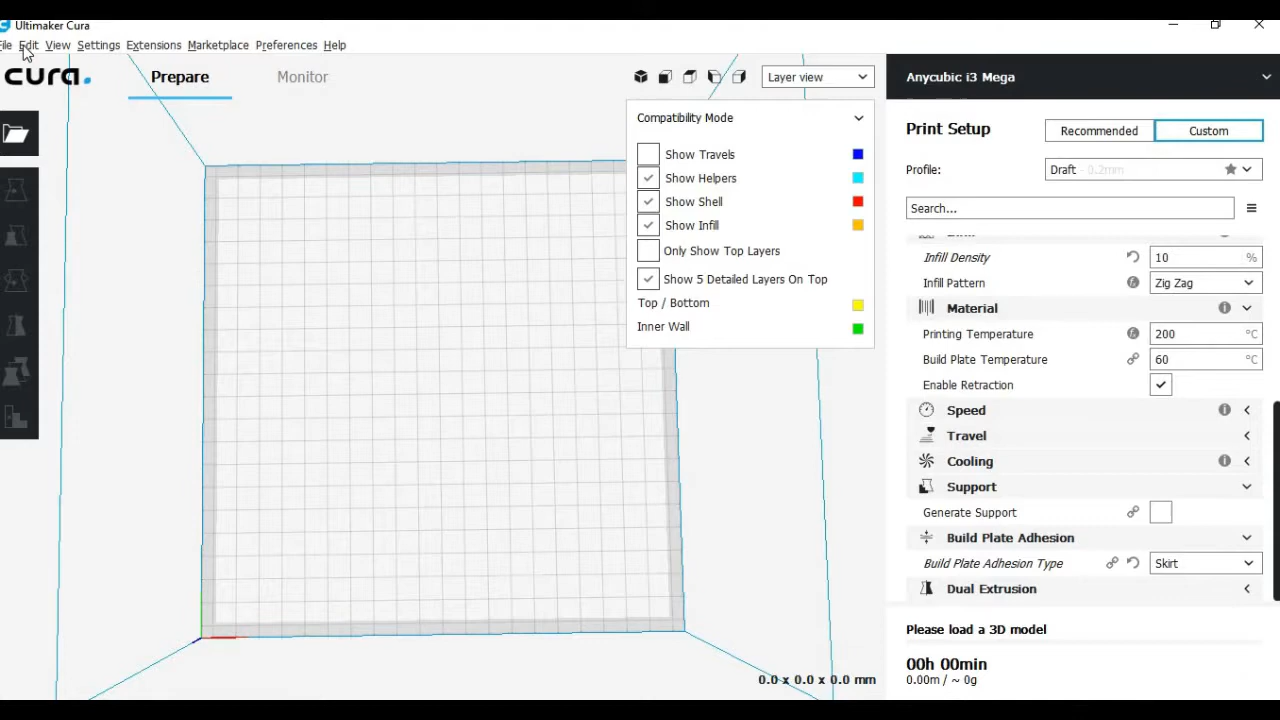 Ultimaker Cura
File Edit View Settings Extensions Marketplace Preferences Help
cura.
Prepare
Monitor
Layer view
Anycubic i3 Mega
Compatibility Mode
Show Travels
Show Helpers
Show Shell
Show Infill
Only Show Top Layers
Show 5 Detailed Layers On Top
Top / Bottom
Inner Wall
Print Setup
Recommended
Custom
Profile:
Draft - 0.2mm
Search...
Infill Density
10 %
Infill Pattern
Zig Zag
Material
Printing Temperature
200 °C
Build Plate Temperature
60 °C
Enable Retraction
Speed
Travel
Cooling
Support
Generate Support
Build Plate Adhesion
Build Plate Adhesion Type
Skirt
Dual Extrusion
Please load a 3D model
00h 00min
0.00m / ~ 0g
0.0 x 0.0 x 0.0 mm